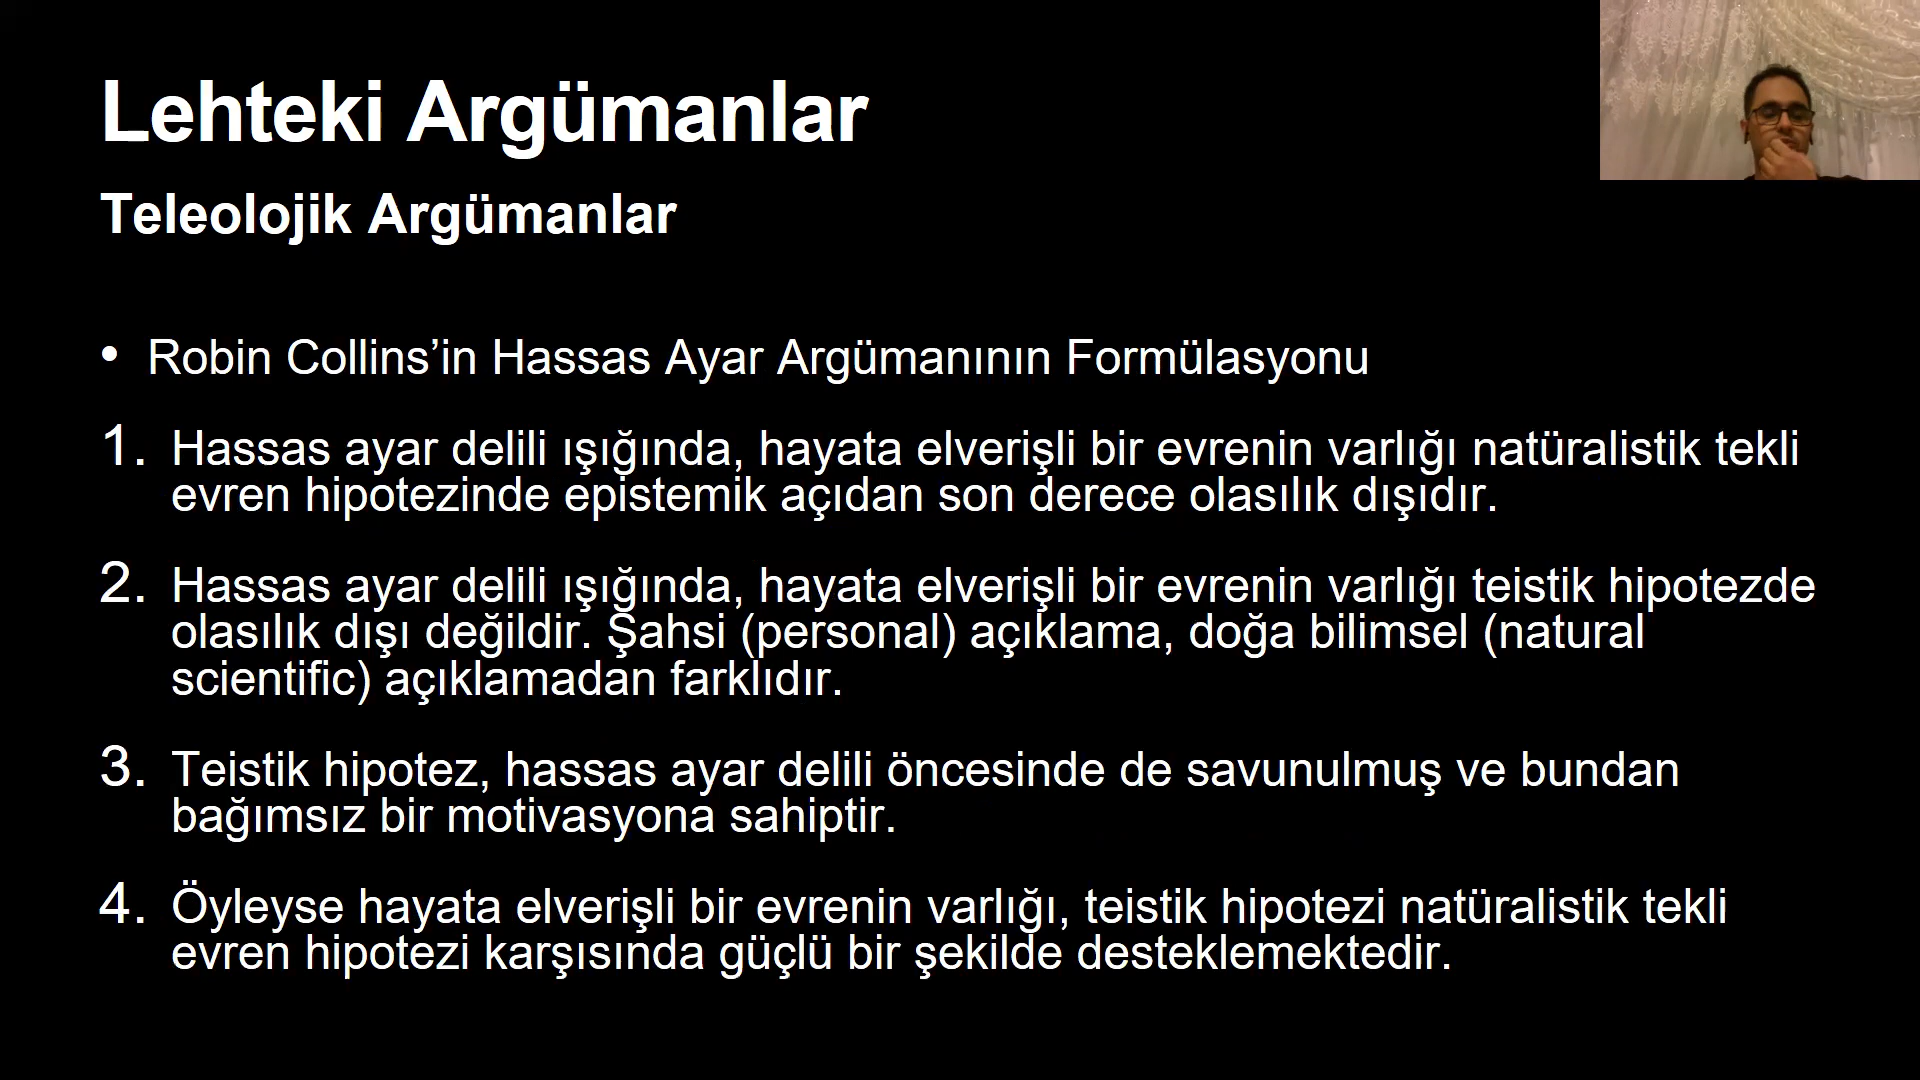 Lehteki Argümanlar
Teleolojik Argümanlar
• Robin Collins’in Hassas Ayar Argümanının Formülasyonu
1. Hassas ayar delili ışığında, hayata elverişli bir evrenin varlığı natüralistik tekli
evren hipotezinde epistemik açıdan son derece olasılık dışıdır.
2. Hassas ayar delili ışığında, hayata elverişli bir evrenin varlığı teistik hipotezde
olasılık dışı değildir. Şahsi (personal) açıklama, doğa bilimsel (natural
scientific) açıklamadan farklıdır.
3. Teistik hipotez, hassas ayar delili öncesinde de savunulmuş ve bundan
bağımsız bir motivasyona sahiptir.
4. Öyleyse hayata elverişli bir evrenin varlığı, teistik hipotezi natüralistik tekli
evren hipotezi karşısında güçlü bir şekilde desteklemektedir.